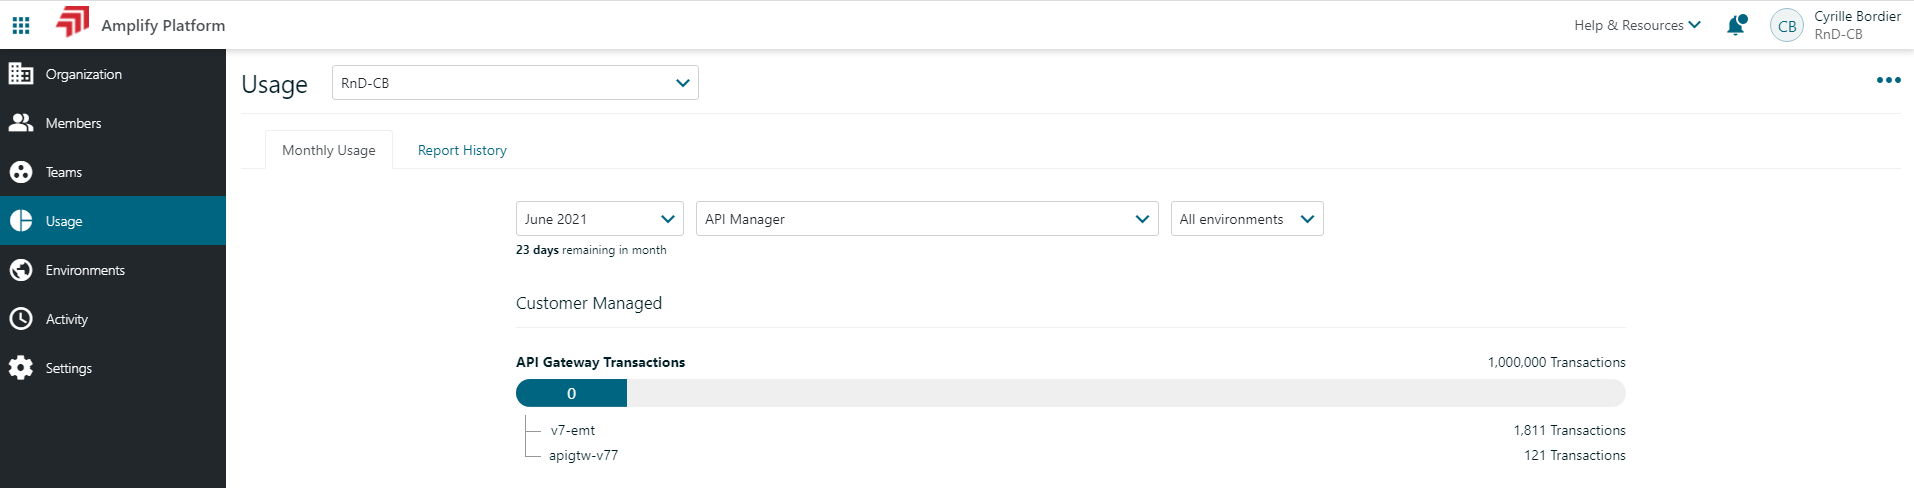 Amplify Platform
Help & Resources
CB
Cyrille Bordier
RnD-CB
Organization
Members
Teams
Usage
Environments
Activity
Settings
Usage
RnD-CB
Monthly Usage
Report History
June 2021
API Manager
All environments
23 days remaining in month
Customer Managed
API Gateway Transactions
1,000,000 Transactions
0
v7-emt
1,811 Transactions
apigtw-v77
121 Transactions